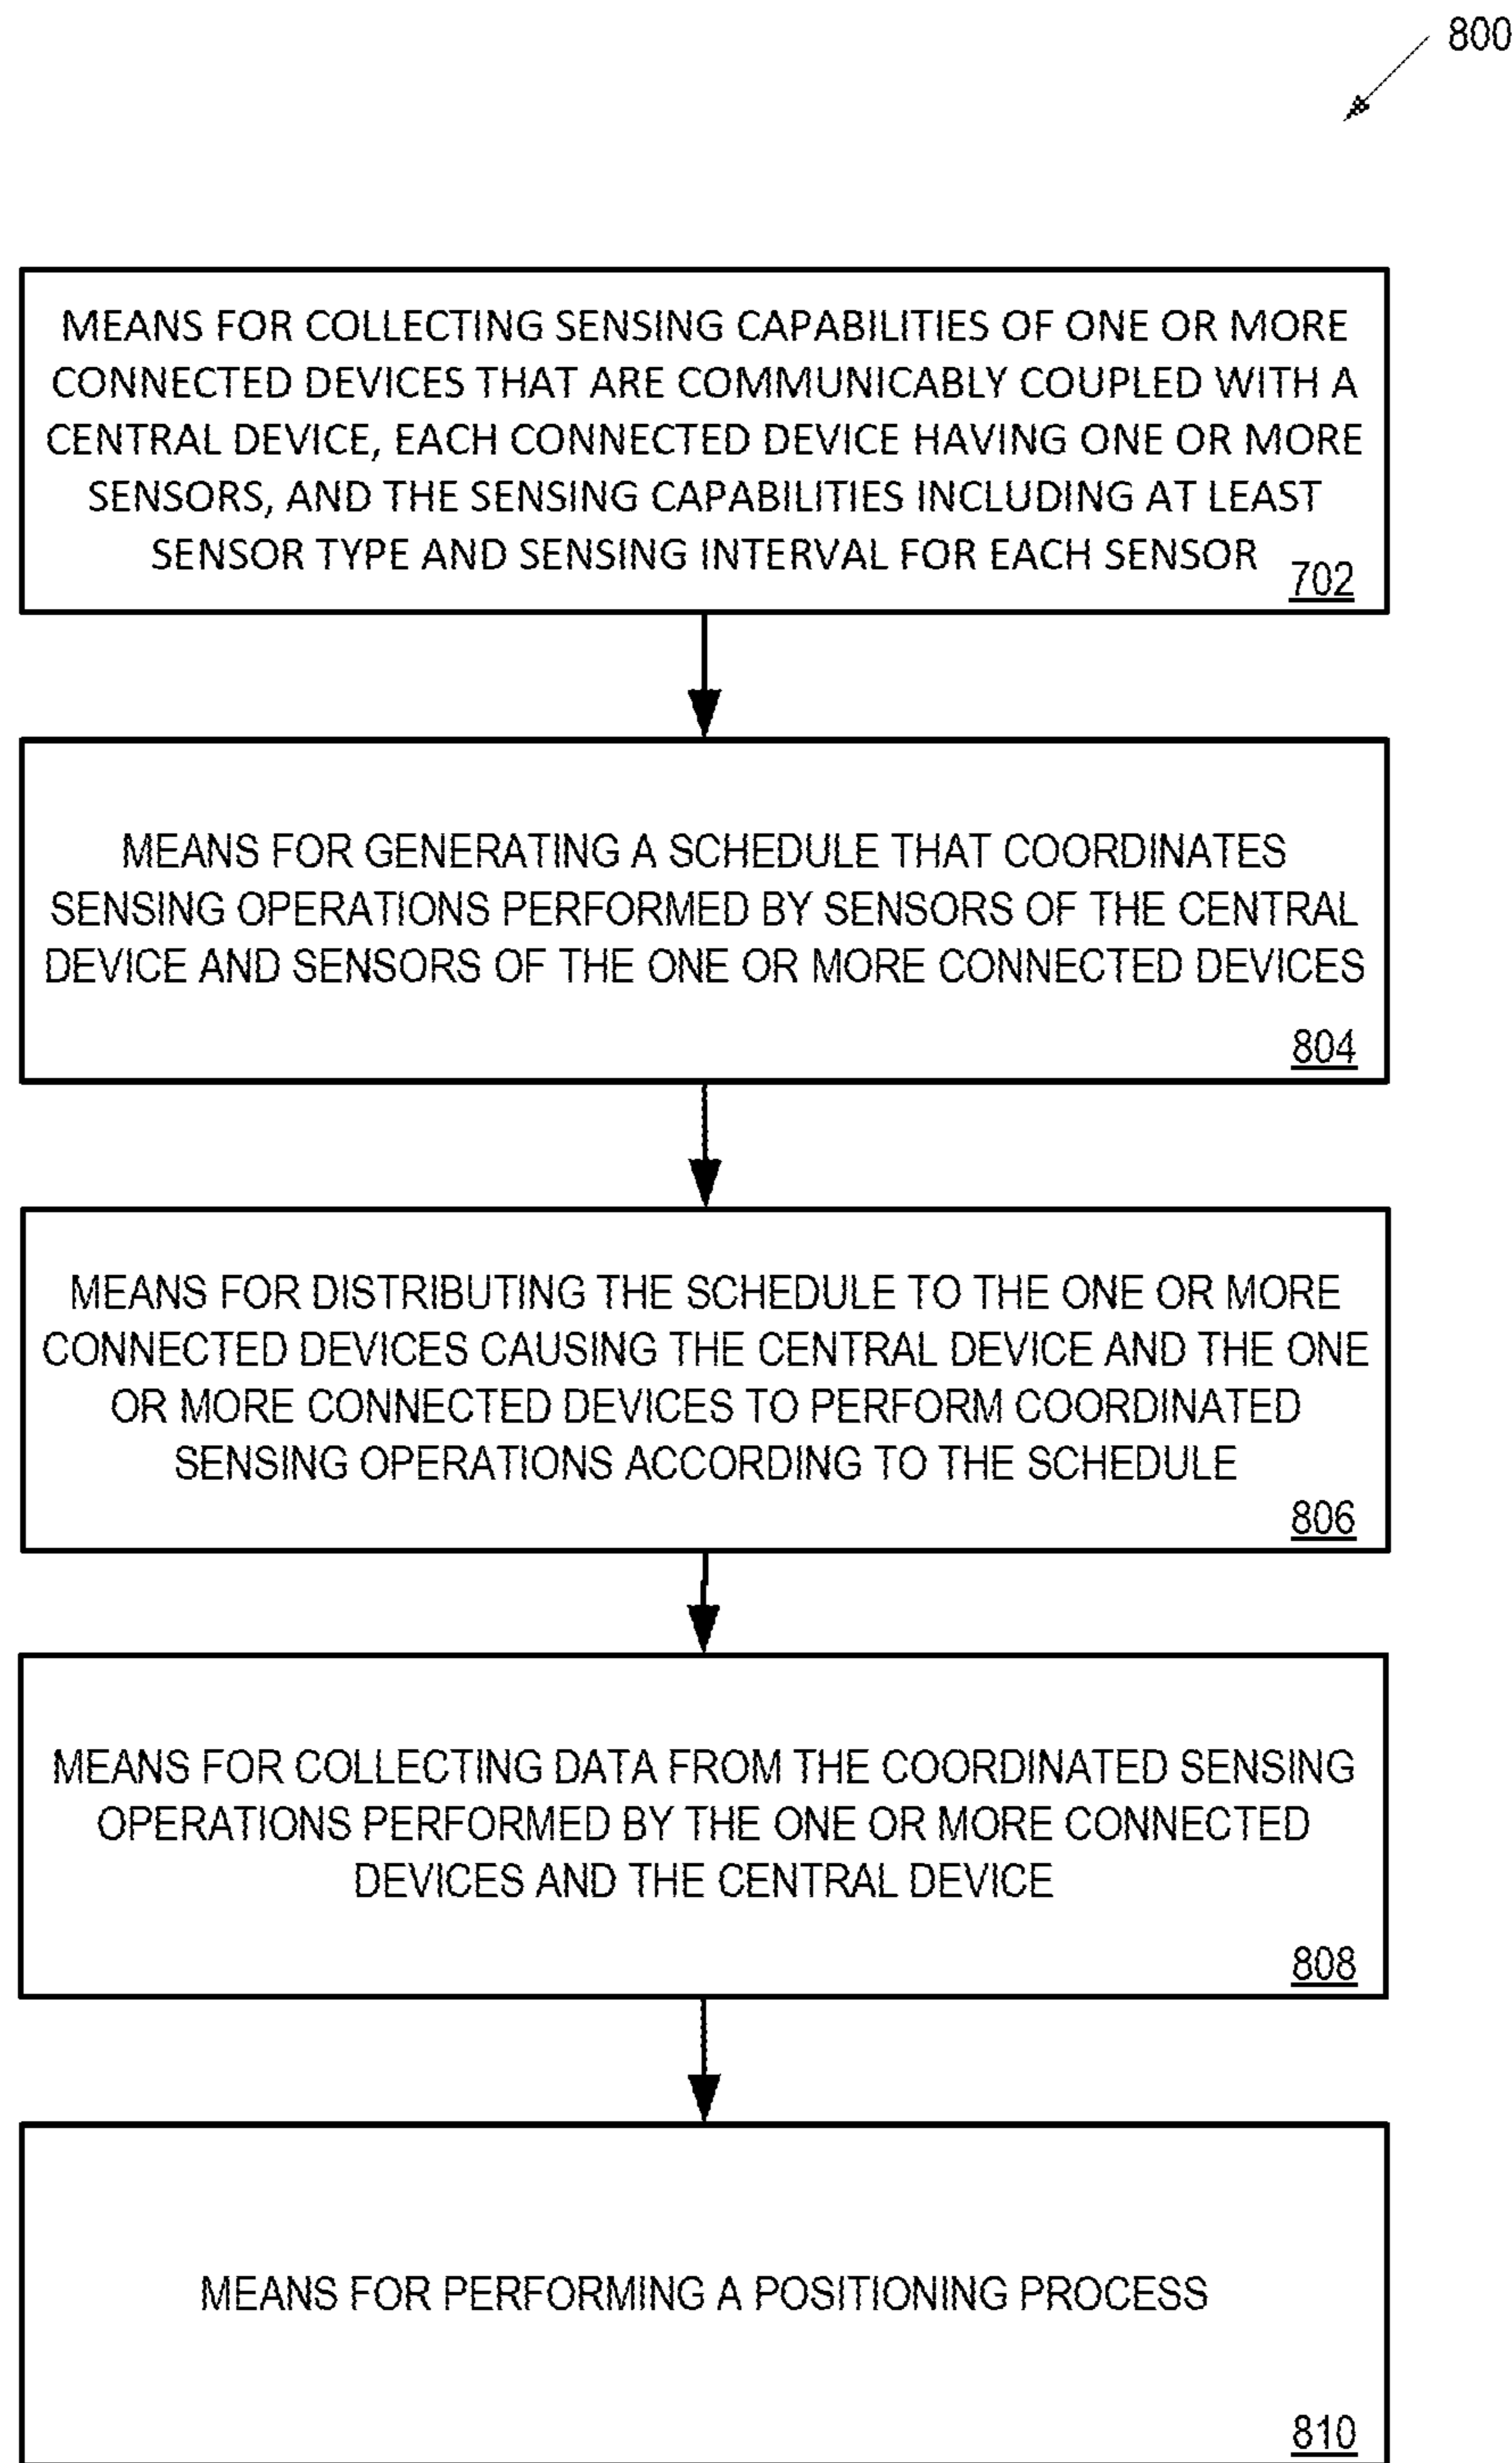 800
MEANS FOR COLLECTING SENSING CAPABILITIES OF ONE OR MORE
CONNECTED DEVICES THAT ARE COMMUNICABLY COUPLED WITH A
CENTRAL DEVICE, EACH CONNECTED DEVICE HAVING ONE OR MORE
SENSORS, AND THE SENSING CAPABILITIES INCLUDING AT LEAST
SENSOR TYPE AND SENSING INTERVAL FOR EACH SENSOR
702
MEANS FOR GENERATING A SCHEDULE THAT COORDINATES
SENSING OPERATIONS PERFORMED BY SENSORS OF THE CENTRAL
DEVICE AND SENSORS OF THE ONE OR MORE CONNECTED DEVICES
804
MEANS FOR DISTRIBUTING THE SCHEDULE TO THE ONE OR MORE
CONNECTED DEVICES CAUSING THE CENTRAL DEVICE AND THE ONE
OR MORE CONNECTED DEVICES TO PERFORM COORDINATED
SENSING OPERATIONS ACCORDING TO THE SCHEDULE
806
MEANS FOR COLLECTING DATA FROM THE COORDINATED SENSING
OPERATIONS PERFORMED BY THE ONE OR MORE CONNECTED
DEVICES AND THE CENTRAL DEVICE
808
MEANS FOR PERFORMING A POSITIONING PROCESS
810